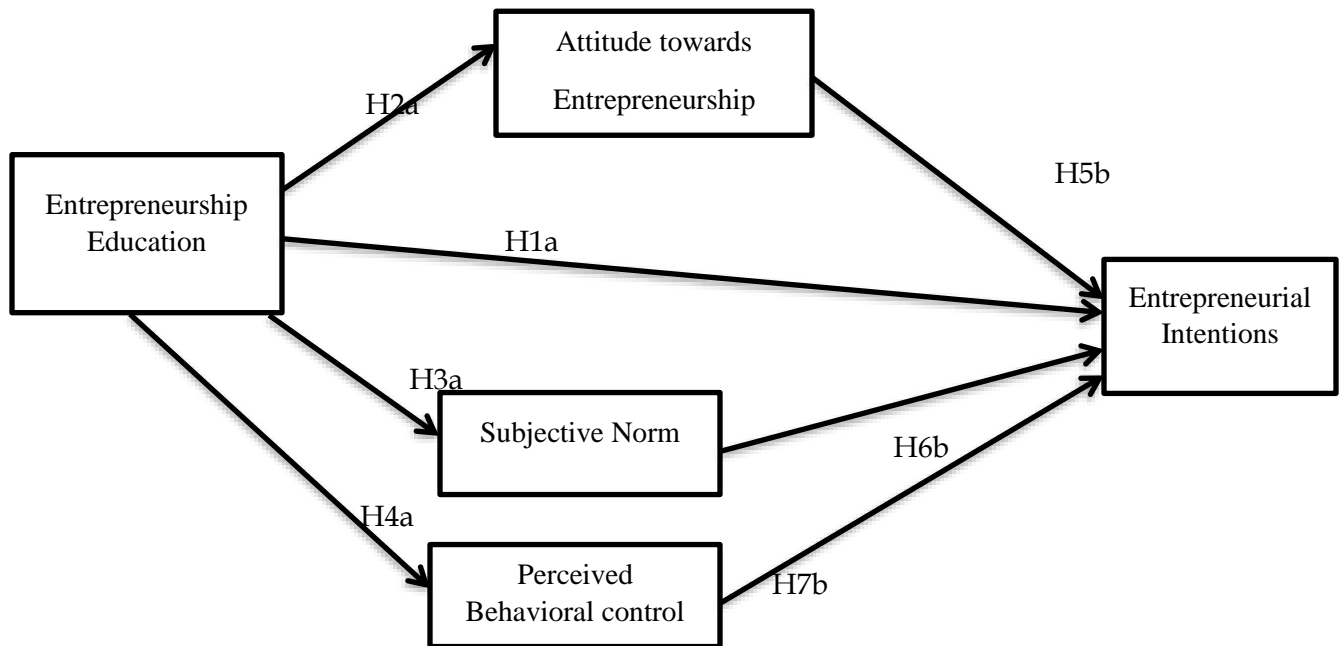 Attitude towards
Entrepreneurship
H2a
H5b
Entrepreneurship
Education
H1a
Entrepreneurial
Intentions
H3a
Subjective Norm
H6b
H4a
Perceived
Behavioral control
H7b